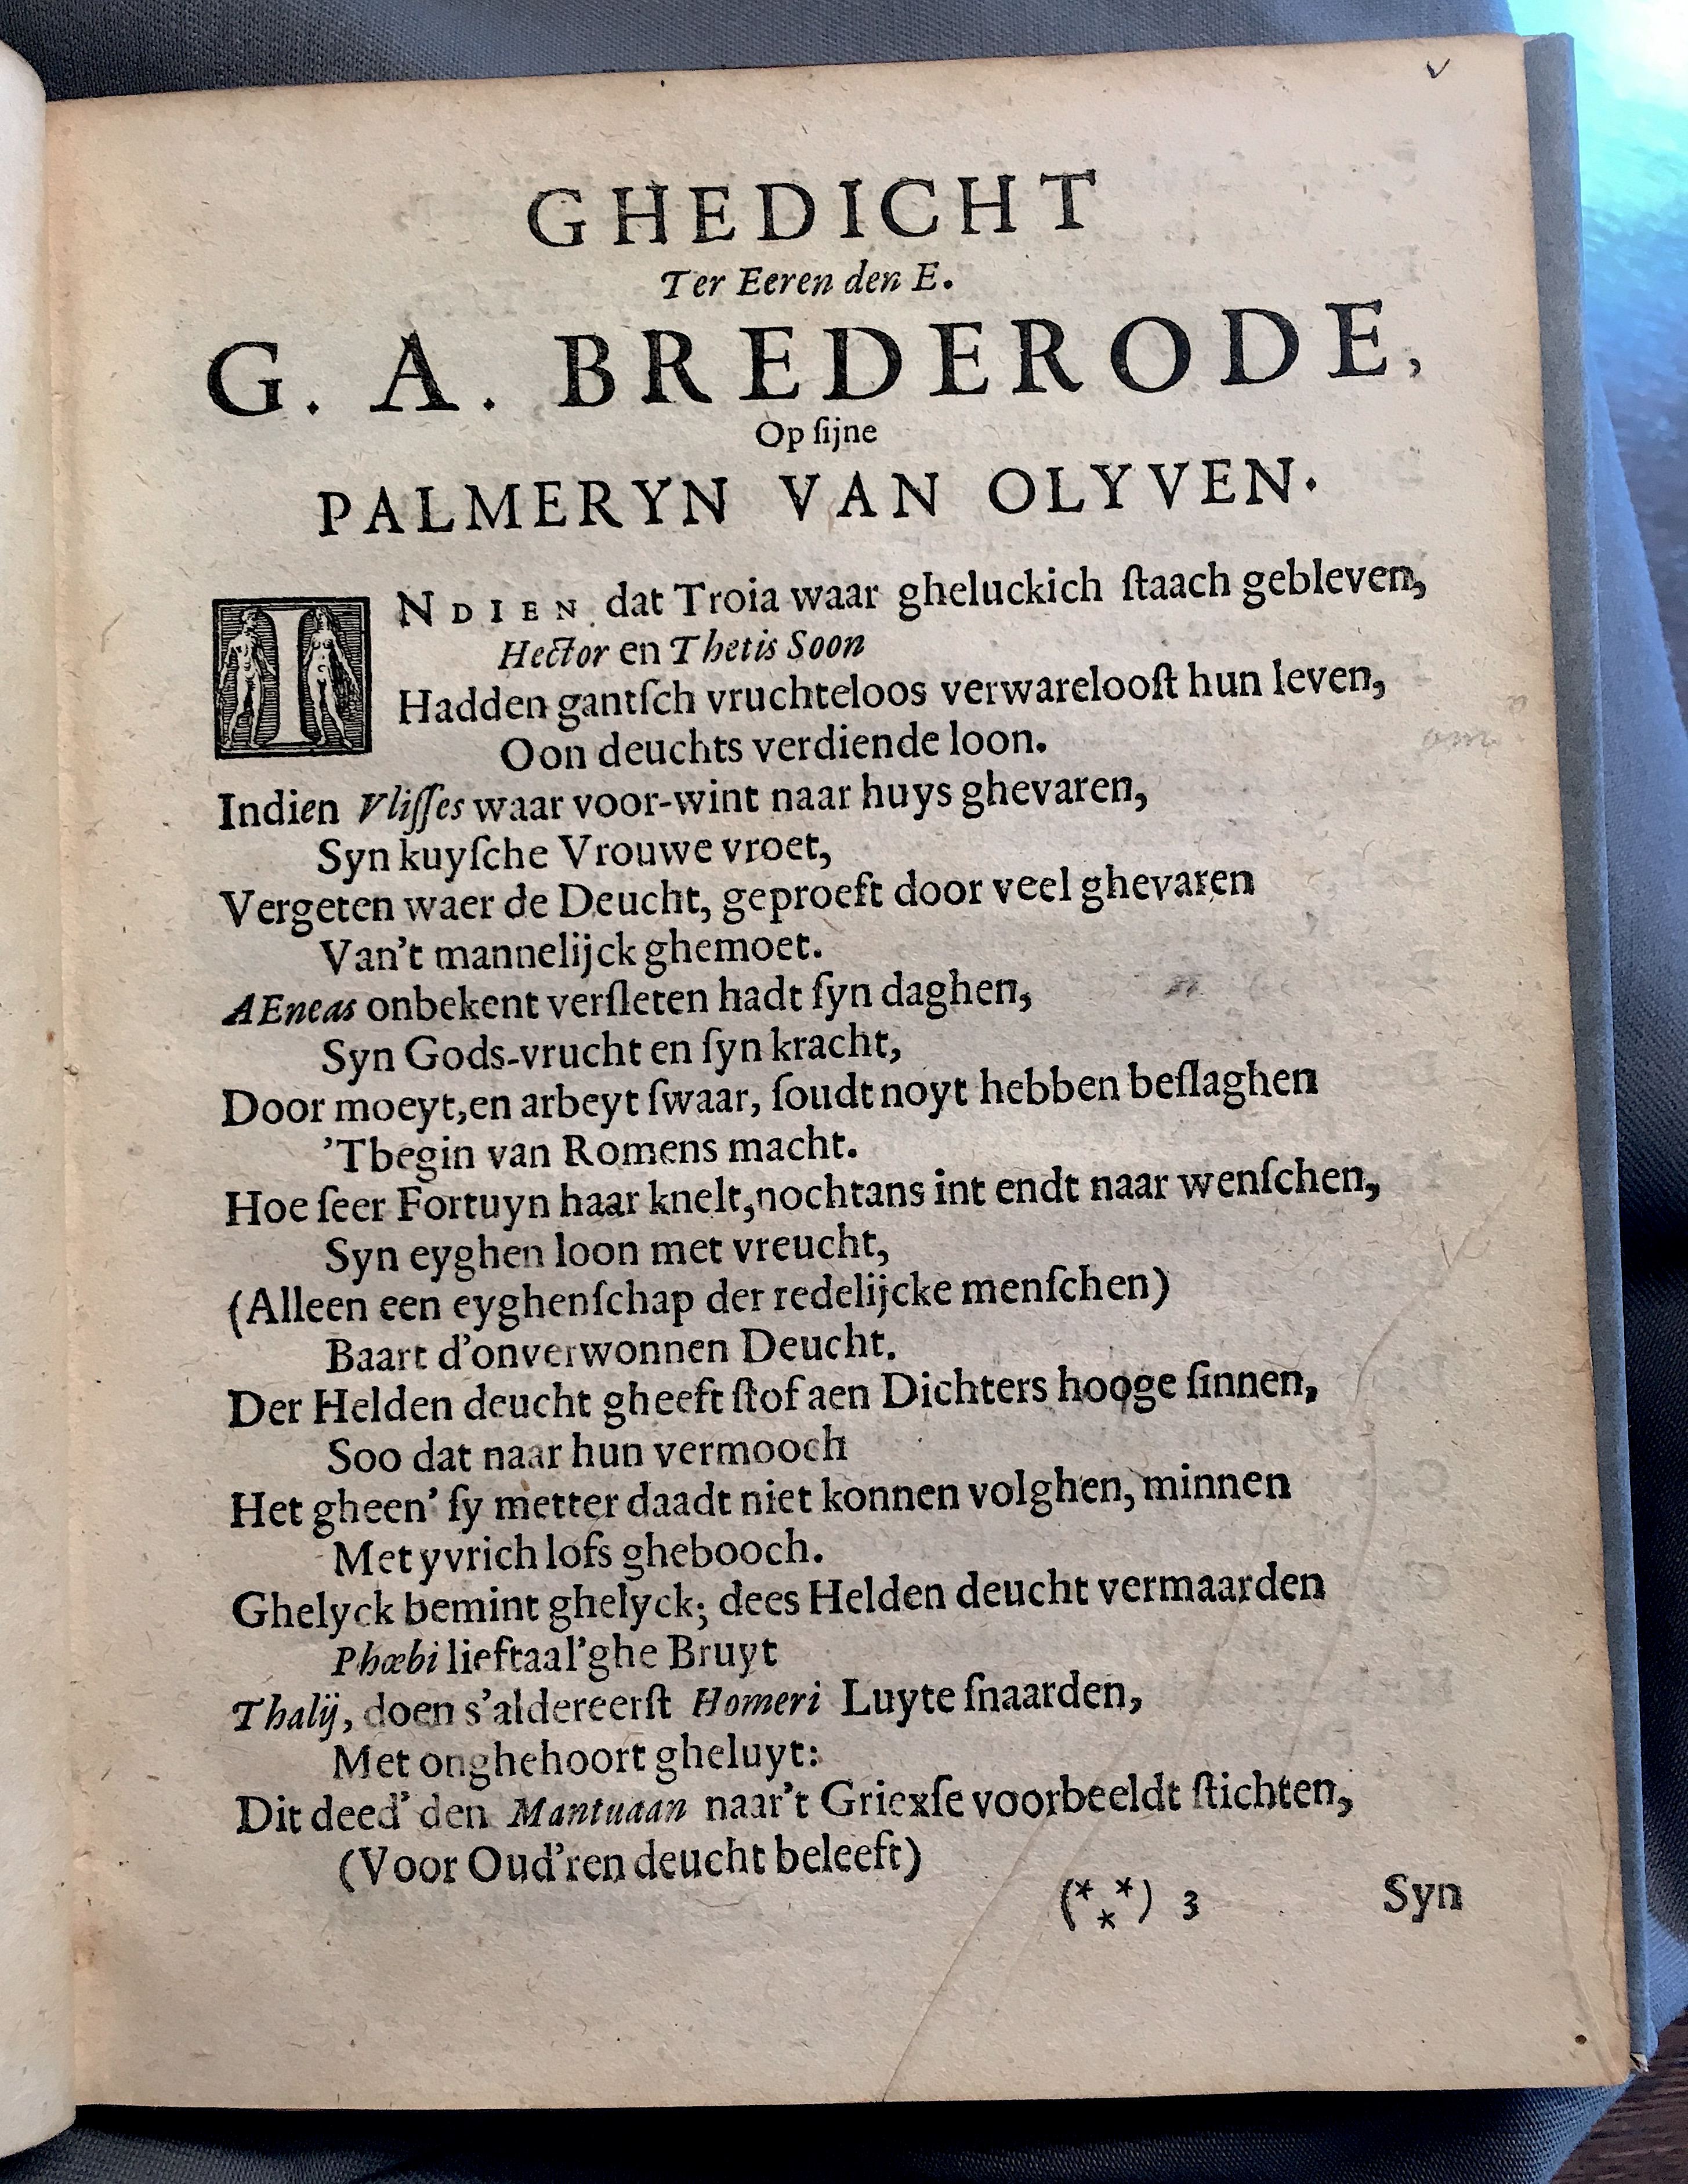 GHEDICHT
Ter Eeren den E.
G. A. BREDERODE,
Op ſijne
PALMERYN VAN OLYVEN.
INDIEN dat Troia waar gheluckich ſtaach gebleven,
Hector en Thetis Soon
Hadden gantſch vruchteloos verwarelooſt hun leven,
Oon deuchts verdiende loon.
Indien Vliſſes waar voor-wint naar huys ghevaren,
Syn kuyſche Vrouwe vroet,
Vergeten waer de Deucht, geproeft door veel ghevaren
Van't mannelijck ghemoet.
AEneas onbekent verſleten hadt ſyn daghen,
Syn Gods-vrucht en ſyn kracht,
Door moeyt,en arbeyt ſwaar, ſoudt noyt hebben beſlaghen
'Tbegin van Romens macht.
Hoe ſeer Fortuyn haar knelt,nochtans int endt naar wenſchen,
Syn eyghen loon met vreucht,
(Alleen een eyghenſchap der redelijcke menſchen)
Baart d'onverwonnen Deucht.
Der Helden deucht gheeft ſtof aen Dichters hooge ſinnen,
Soo dat naar hun vermooch
Het gheen' ſy metter daadt niet konnen volghen, minnen
Met yvrich lofs ghebooch.
Ghelyck bemint ghelyck; dees Helden deucht vermaarden
Phœbi lieftaal'ghe Bruyt
Thalij, doen s'aldereerſt Homeri Luyte ſnaarden,
Met onghehoort gheluyt:
Dit deed' den Mantuaan naar't Griexſe voorbeeldt ſtichten,
(Voor Oud'ren deucht beleeft)
(***) 3 Syn